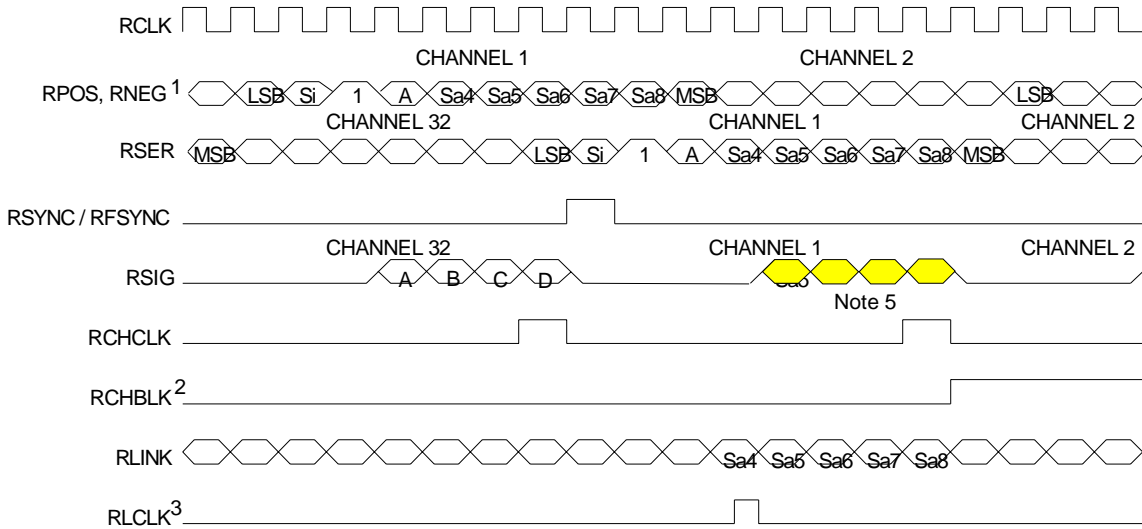 RCLK
CHANNEL 1 CHANNEL 2
RPOS, RNEG 1 LSB Si 1 A Sa4 Sa5 Sa6 Sa7 Sa8 MSB LSB
CHANNEL 32 CHANNEL 1 CHANNEL 2
RSER MSB LSB Si 1 A Sa4 Sa5 Sa6 Sa7 Sa8 MSB
RSYNC / RFSYNC
CHANNEL 32 CHANNEL 1 CHANNEL 2
RSIG A B C D
Note 5
RCHCLK
RCHBLK 2
RLINK Sa4 Sa5 Sa6 Sa7 Sa8
RLCLK 3